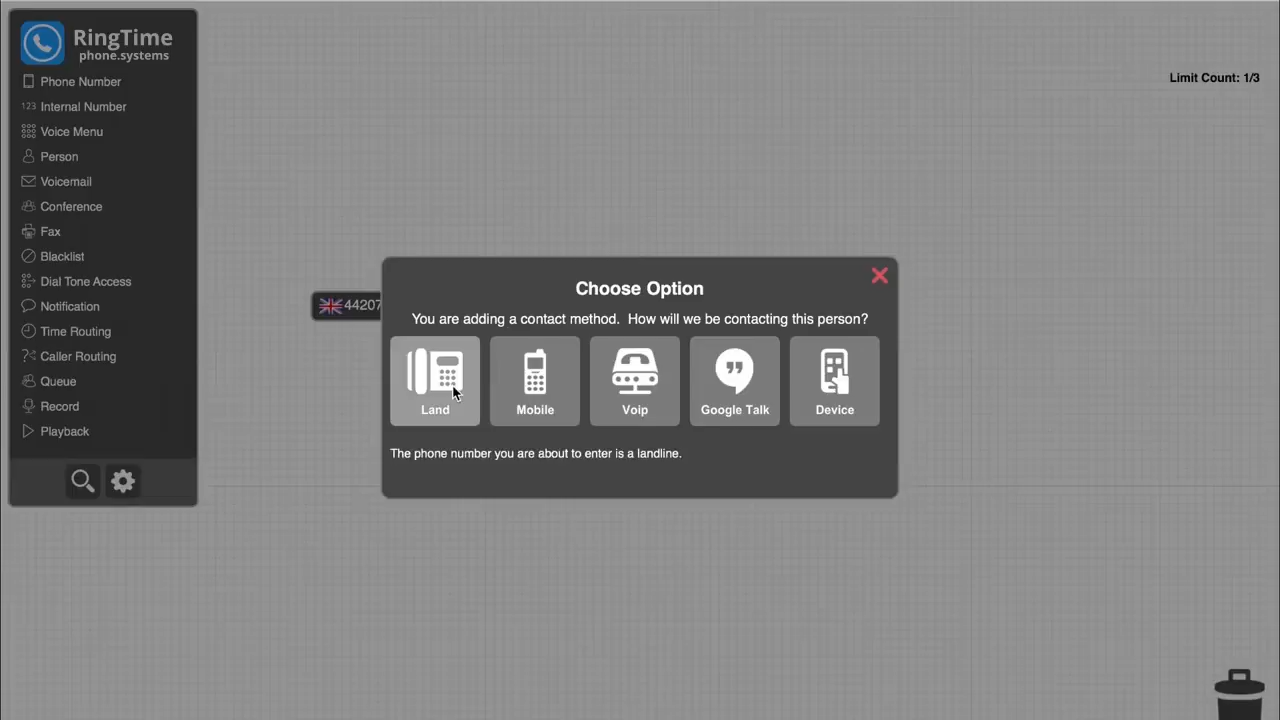 RingTime
phone.systems
Phone Number
123 Internal Number
Voice Menu
Person
Voicemail
Conference
Fax
Blacklist
Dial Tone Access
Notification
Time Routing
Caller Routing
Queue
Record
Playback
Limit Count: 1/3
44207
Choose Option
You are adding a contact method. How will we be contacting this person?
Land
Mobile
Voip
Google Talk
Device
The phone number you are about to enter is a landline.